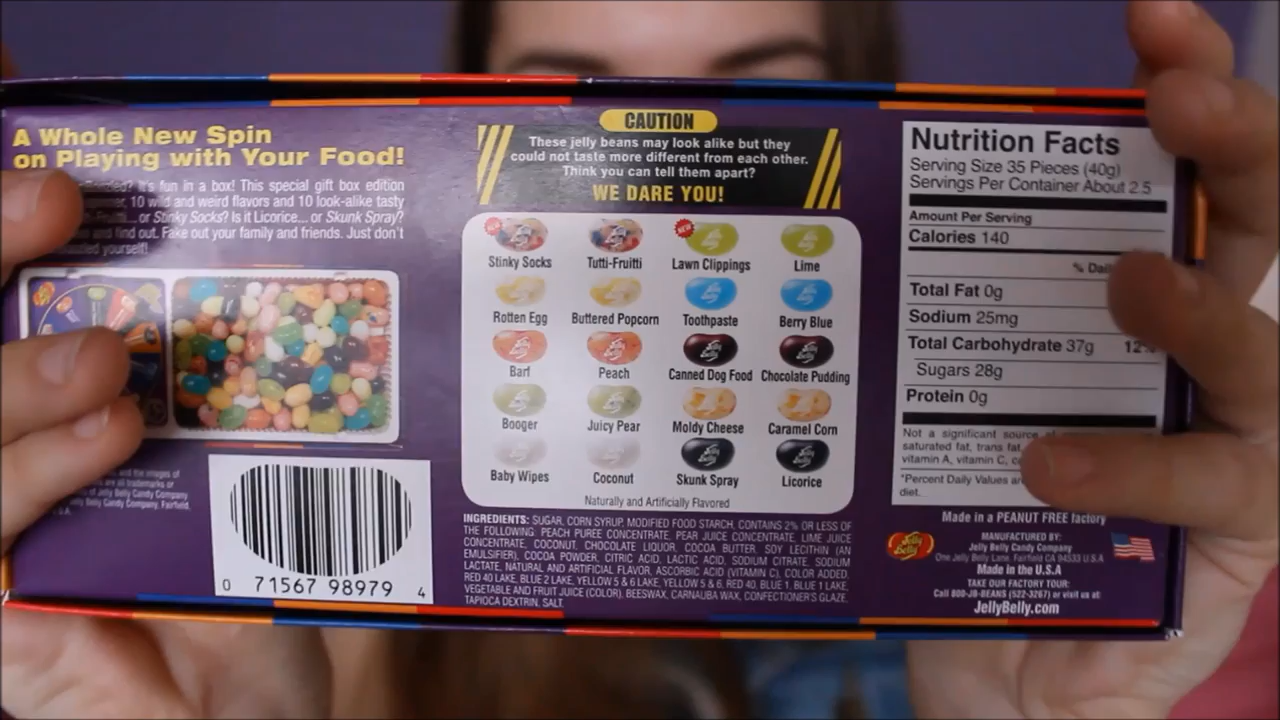 A Whole New Spin
on Playing with Your Food!
It's fun in a box! This special gift box edition
10 wild and weird flavors and 10 look-alike tasty
or Stinky Socks? Is it Licorice... or Skunk Spray?
and find out. Fake out your family and friends. Just don't
yourself!
and the images of
all trademarks or
of Jelly Belly Candy Company
Jelly Belly Candy Company, Fairfield,
0 71567 98979 4
CAUTION
These jelly beans may look alike but they
could not taste more different from each other.
Think you can tell them apart?
WE DARE YOU!
NEW NEW
Stinky Socks Tutti-Fruitti Lawn Clippings Lime
Rotten Egg Buttered Popcorn Toothpaste Berry Blue
Barf Peach Canned Dog Food Chocolate Pudding
Booger Juicy Pear Moldy Cheese Caramel Corn
Baby Wipes Coconut Skunk Spray Licorice
Naturally and Artificially Flavored
INGREDIENTS: SUGAR, CORN SYRUP, MODIFIED FOOD STARCH, CONTAINS 2% OR LESS OF
THE FOLLOWING: PEACH PUREE CONCENTRATE, PEAR JUICE CONCENTRATE, LIME JUICE
CONCENTRATE, COCONUT, CHOCOLATE LIQUOR, COCOA BUTTER, SOY LECITHIN (AN
EMULSIFIER), COCOA POWDER, CITRIC ACID, LACTIC ACID, SODIUM CITRATE, SODIUM
LACTATE, NATURAL AND ARTIFICIAL FLAVOR, ASCORBIC ACID (VITAMIN C), COLOR ADDED,
RED 40 LAKE, BLUE 2 LAKE, YELLOW 5 & 6 LAKE, YELLOW 5 & 6, RED 40, BLUE 1, BLUE 1 LAKE,
VEGETABLE AND FRUIT JUICE (COLOR), BEESWAX, CARNAUBA WAX, CONFECTIONER'S GLAZE,
TAPIOCA DEXTRIN, SALT.
Nutrition Facts
Serving Size 35 Pieces (40g)
Servings Per Container About 2.5
Amount Per Serving
Calories 140
% Dai
Total Fat 0g
Sodium 25mg
Total Carbohydrate 37g 12%
Sugars 28g
Protein 0g
Not a significant source
saturated fat, trans fat,
vitamin A, vitamin C,
*Percent Daily Values
diet.
Made in a PEANUT FREE factory
Jelly Belly
MANUFACTURED BY:
Jelly Belly Candy Company
One Jelly Belly Lane, Fairfield CA 94533 U.S.A
Made in the U.S.A
TAKE OUR FACTORY TOUR:
Call 800-JB-BEANS (522-3267) or visit us at:
JellyBelly.com